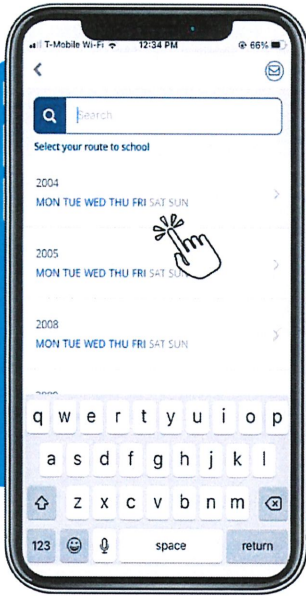 T-Mobile Wi-Fi 12:34 PM 66%
Search
Select your route to school
2004
MON TUE WED THU FRI SAT SUN
2005
MON TUE WED THU FRI SAT SUN
2008
MON TUE WED THU FRI SAT SUN
q w e r t y u i o p
a s d f g h j k l
z x c v b n m
123 space return